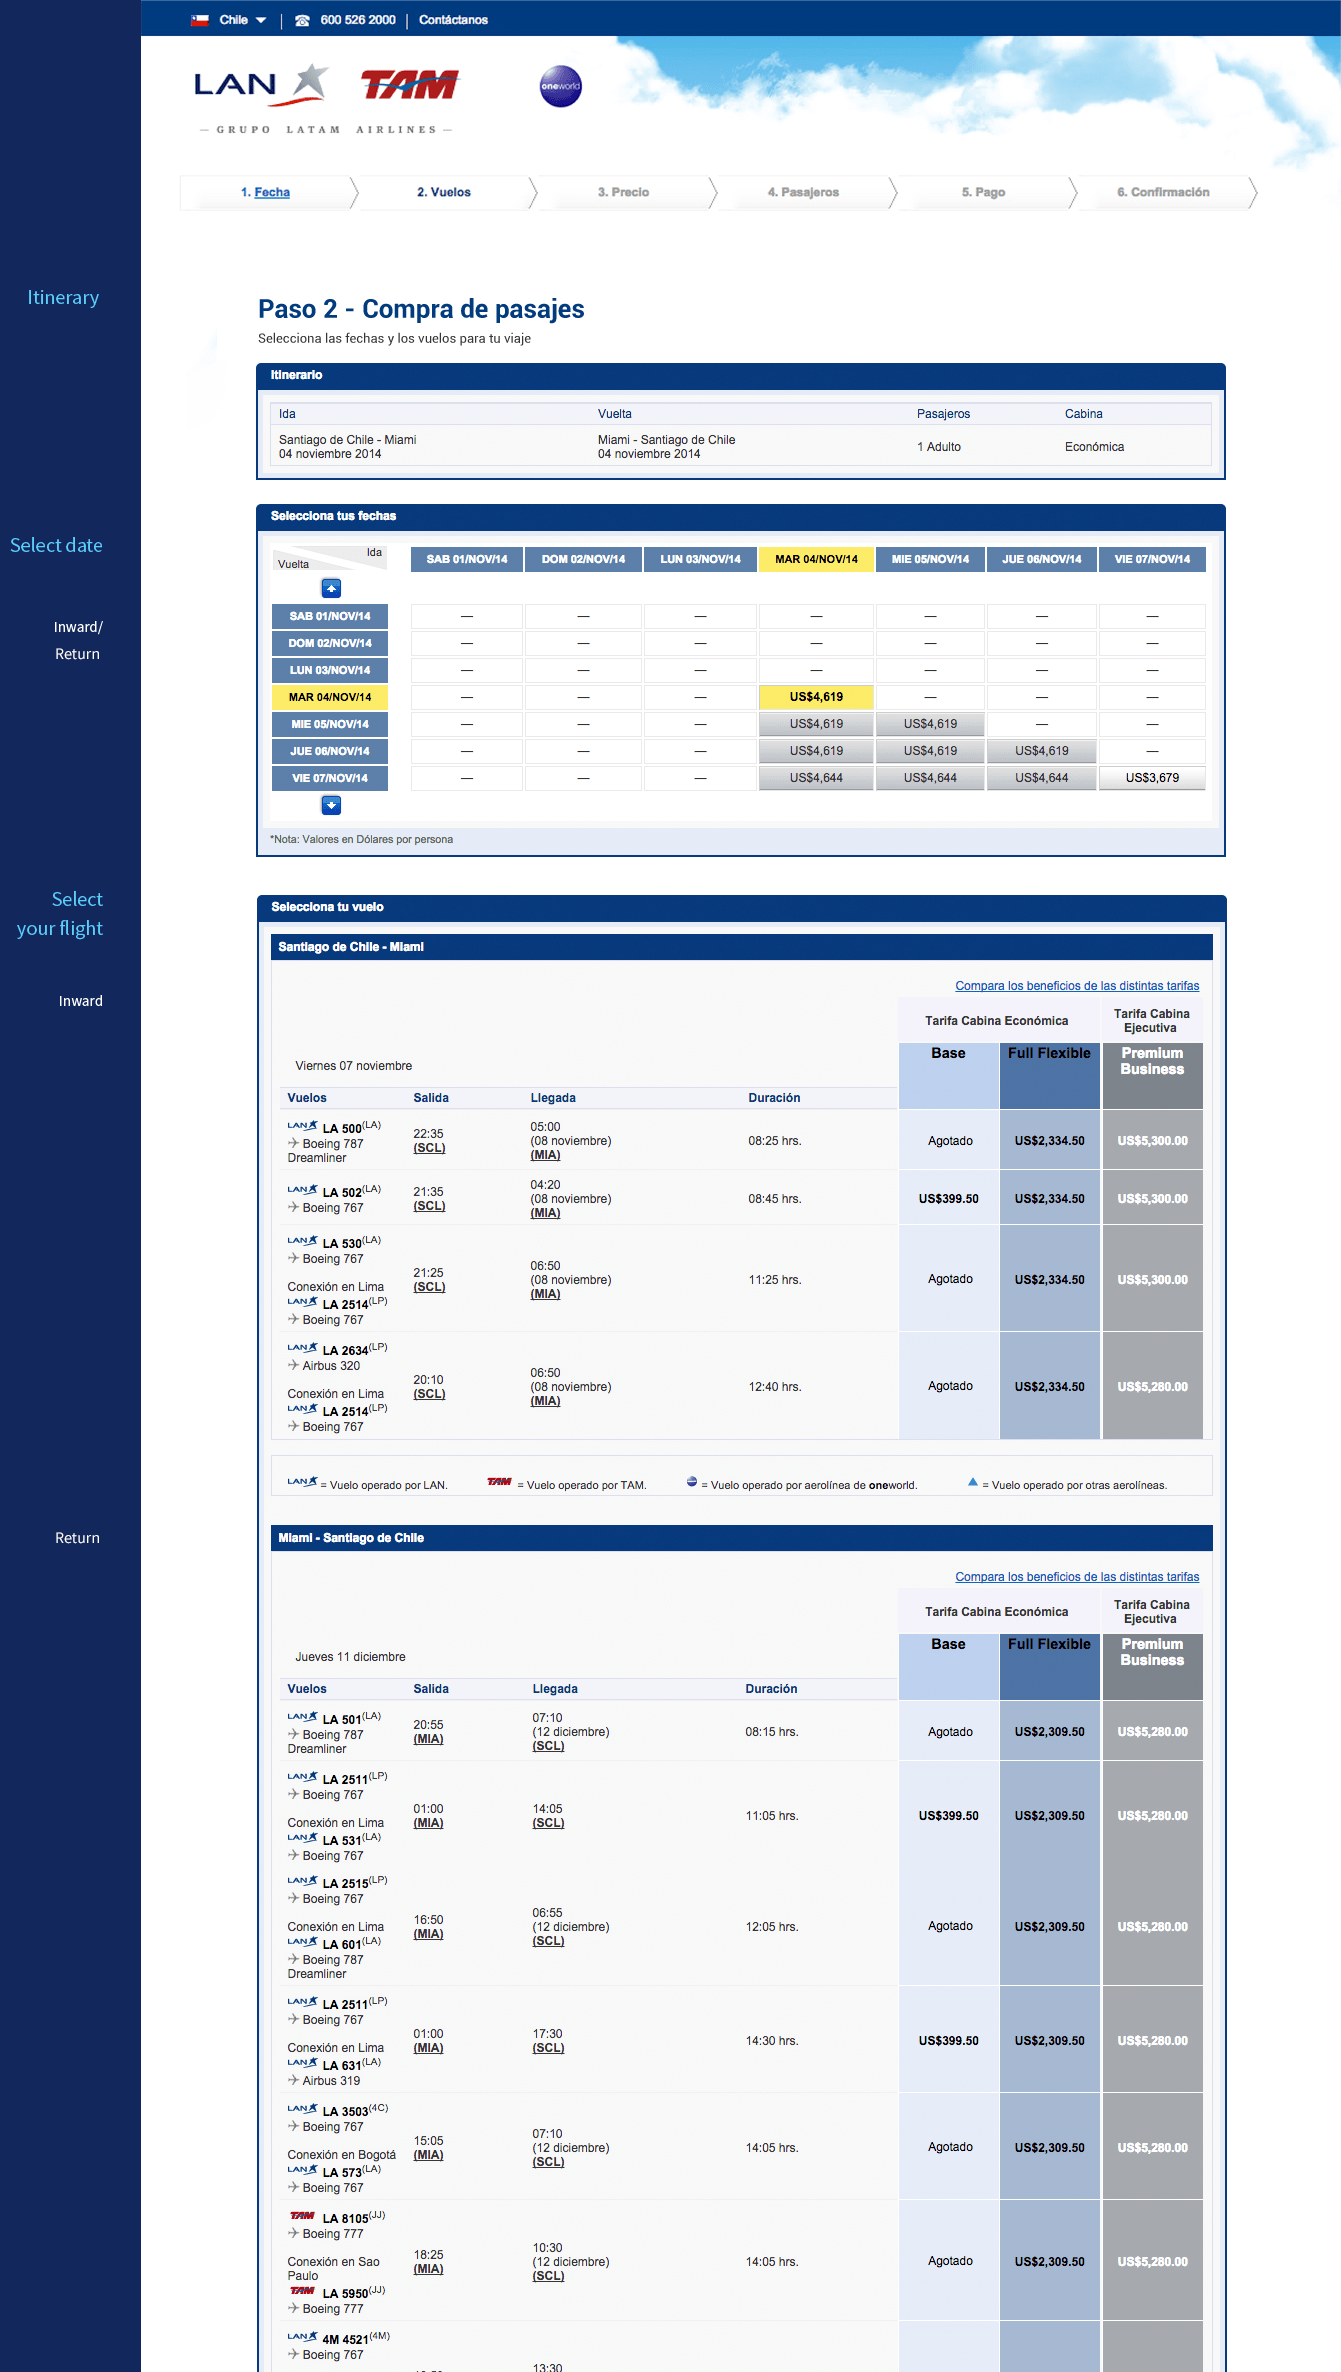 Chile | ☏ 600 526 2000 | Contáctanos
LAN TAM oneworld
— GRUPO LATAM AIRLINES —
1. Fecha 2. Vuelos 3. Precio 4. Pasajeros 5. Pago 6. Confirmación
Itinerary
Paso 2 - Compra de pasajes
Selecciona las fechas y los vuelos para tu viaje
Itinerario
Ida Vuelta Pasajeros Cabina
Santiago de Chile - Miami Miami - Santiago de Chile 1 Adulto Económica
04 noviembre 2014 04 noviembre 2014
Select date
Inward/
Return
Selecciona tus fechas
Ida
Vuelta
SAB 01/NOV/14 DOM 02/NOV/14 LUN 03/NOV/14 MAR 04/NOV/14 MIE 05/NOV/14 JUE 06/NOV/14 VIE 07/NOV/14
SAB 01/NOV/14 — — — — — — —
DOM 02/NOV/14 — — — — — — —
LUN 03/NOV/14 — — — — — — —
MAR 04/NOV/14 — — — US$4,619 — — —
MIE 05/NOV/14 — — — US$4,619 US$4,619 — —
JUE 06/NOV/14 — — — US$4,619 US$4,619 US$4,619 —
VIE 07/NOV/14 — — — US$4,644 US$4,644 US$4,644 US$3,679
*Nota: Valores en Dólares por persona
Select
your flight
Inward
Selecciona tu vuelo
Santiago de Chile - Miami
Compara los beneficios de las distintas tarifas
Tarifa Cabina Económica Tarifa Cabina
Ejecutiva
Viernes 07 noviembre
Base Full Flexible Premium
Business
Vuelos Salida Llegada Duración
LAN LA 500(LA)
Boeing 787
Dreamliner
22:35
(SCL)
05:00
(08 noviembre)
(MIA)
08:25 hrs. Agotado US$2,334.50 US$5,300.00
LAN LA 502(LA)
Boeing 767
21:35
(SCL)
04:20
(08 noviembre)
(MIA)
08:45 hrs. US$399.50 US$2,334.50 US$5,300.00
LAN LA 530(LA)
Boeing 767
Conexión en Lima
LAN LA 2514(LP)
Boeing 767
21:25
(SCL)
06:50
(08 noviembre)
(MIA)
11:25 hrs. Agotado US$2,334.50 US$5,300.00
LAN LA 2634(LP)
Airbus 320
Conexión en Lima
LAN LA 2514(LP)
Boeing 767
20:10
(SCL)
06:50
(08 noviembre)
(MIA)
12:40 hrs. Agotado US$2,334.50 US$5,280.00
LAN = Vuelo operado por LAN. TAM = Vuelo operado por TAM. = Vuelo operado por aerolínea de oneworld. = Vuelo operado por otras aerolíneas.
Return
Miami - Santiago de Chile
Compara los beneficios de las distintas tarifas
Tarifa Cabina Económica Tarifa Cabina
Ejecutiva
Jueves 11 diciembre
Base Full Flexible Premium
Business
Vuelos Salida Llegada Duración
LAN LA 501(LA)
Boeing 787
Dreamliner
20:55
(MIA)
07:10
(12 diciembre)
(SCL)
08:15 hrs. Agotado US$2,309.50 US$5,280.00
LAN LA 2511(LP)
Boeing 767
Conexión en Lima
LAN LA 531(LA)
Boeing 767
01:00
(MIA)
14:05
(SCL)
11:05 hrs. US$399.50 US$2,309.50 US$5,280.00
LAN LA 2515(LP)
Boeing 767
Conexión en Lima
LAN LA 601(LA)
Boeing 787
Dreamliner
16:50
(MIA)
06:55
(12 diciembre)
(SCL)
12:05 hrs. Agotado US$2,309.50 US$5,280.00
LAN LA 2511(LP)
Boeing 767
Conexión en Lima
LAN LA 631(LA)
Airbus 319
01:00
(MIA)
17:30
(SCL)
14:30 hrs. US$399.50 US$2,309.50 US$5,280.00
LAN LA 3503(4C)
Boeing 767
Conexión en Bogotá
LAN LA 573(LA)
Boeing 767
15:05
(MIA)
07:10
(12 diciembre)
(SCL)
14:05 hrs. Agotado US$2,309.50 US$5,280.00
TAM LA 8105(JJ)
Boeing 777
Conexión en Sao
Paulo
TAM LA 5950(JJ)
Boeing 777
18:25
(MIA)
10:30
(12 diciembre)
(SCL)
14:05 hrs. Agotado US$2,309.50 US$5,280.00
LAN 4M 4521(4M)
Boeing 767
13:30